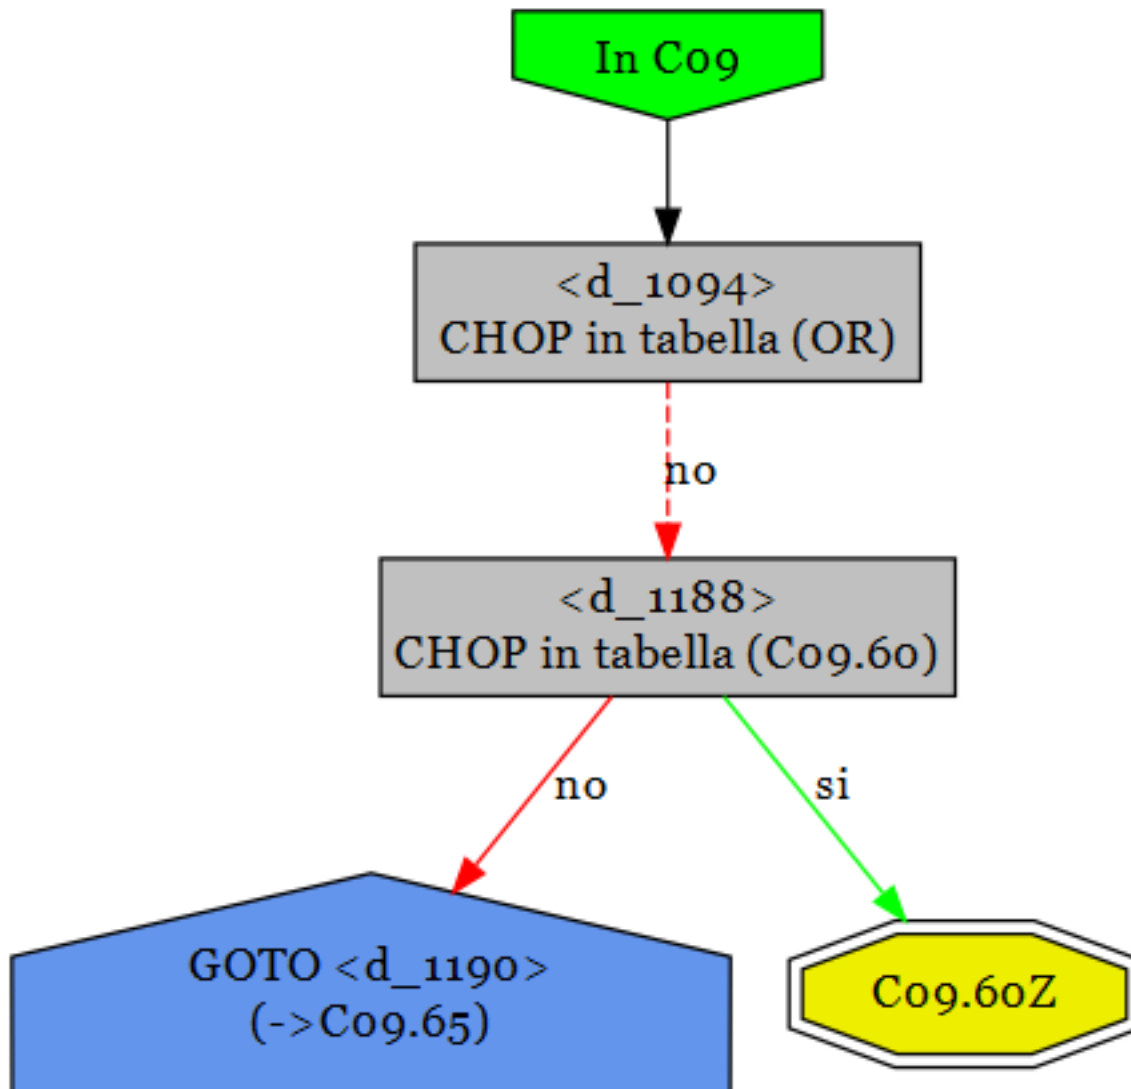 In C09
<d_1094>
CHOP in tabella (OR)
no
<d_1188>
CHOP in tabella (C09.60)
no
si
GOTO <d_1190>
(->C09.65)
C09.60Z